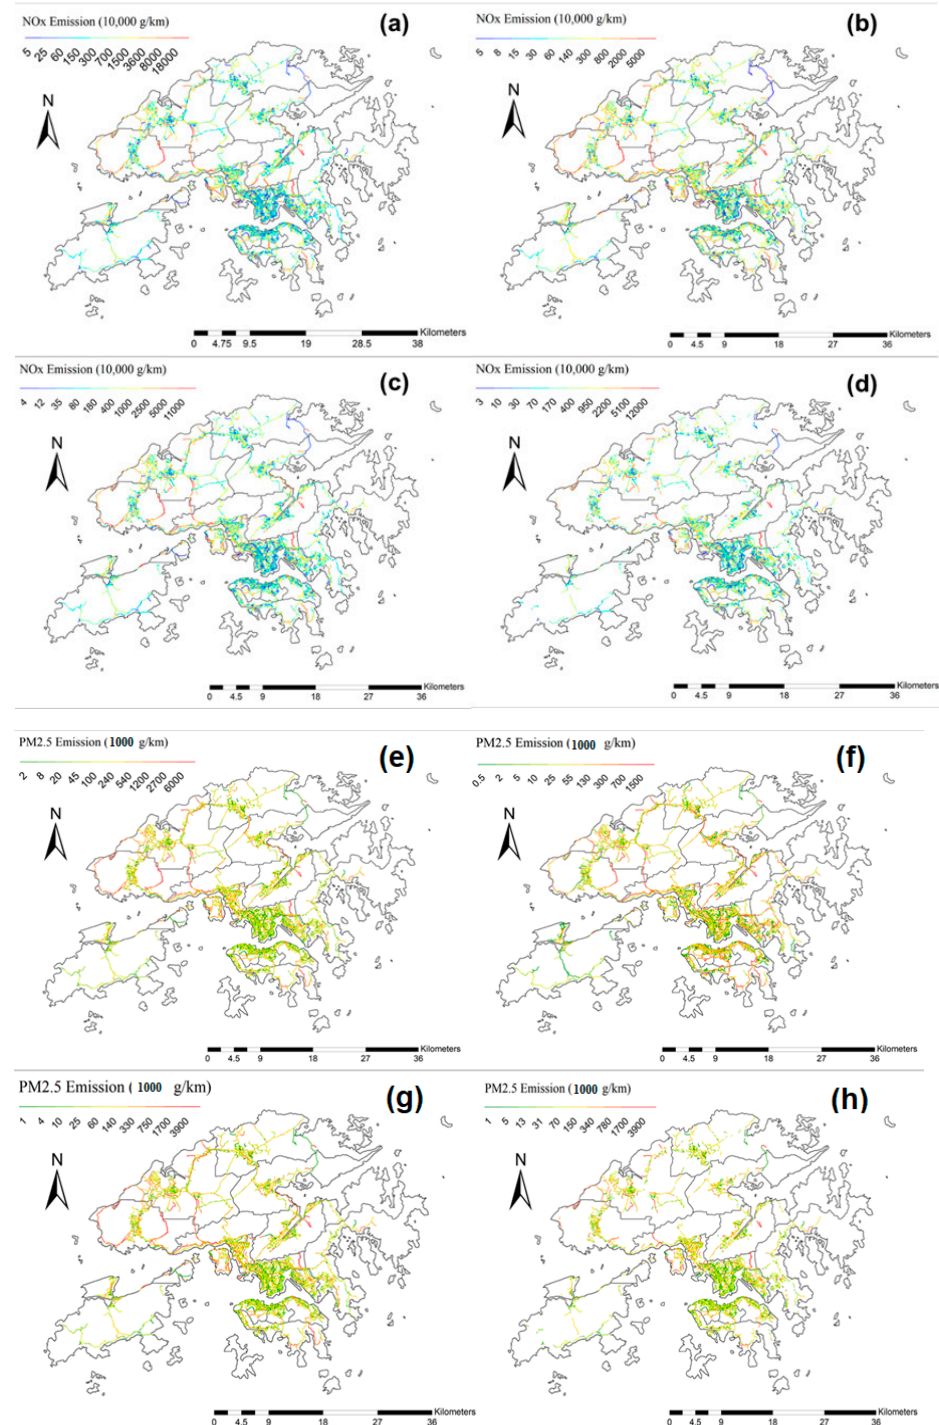 NOx Emission (10,000 g/km)
(a)
5 25 60 150 300 700 1500 3600 8000 18000
N
Kilometers
0 4.75 9.5 19 28.5 38
NOx Emission (10,000 g/km)
(b)
5 8 15 30 60 140 300 800 2000 5000
N
Kilometers
0 4.5 9 18 27 36
NOx Emission (10,000 g/km)
(c)
4 12 35 80 180 400 1000 2500 5000 11000
N
Kilometers
0 4.5 9 18 27 36
NOx Emission (10,000 g/km)
(d)
3 10 30 70 170 400 950 2200 5100 12000
N
Kilometers
0 4.5 9 18 27 36
PM2.5 Emission (1000 g/km)
(e)
2 8 20 45 100 240 540 1200 2700 6000
N
Kilometers
0 4.5 9 18 27 36
PM2.5 Emission (1000 g/km)
(f)
0.5 2 5 10 25 55 130 300 700 1500
N
Kilometers
0 4.5 9 18 27 36
PM2.5 Emission ( 1000 g/km)
(g)
1 4 10 25 60 140 330 750 1700 3900
N
Kilometers
0 4.5 9 18 27 36
PM2.5 Emission (1000 g/km)
(h)
1 5 13 31 70 150 340 780 1700 3900
N
Kilometers
0 4.5 9 18 27 36